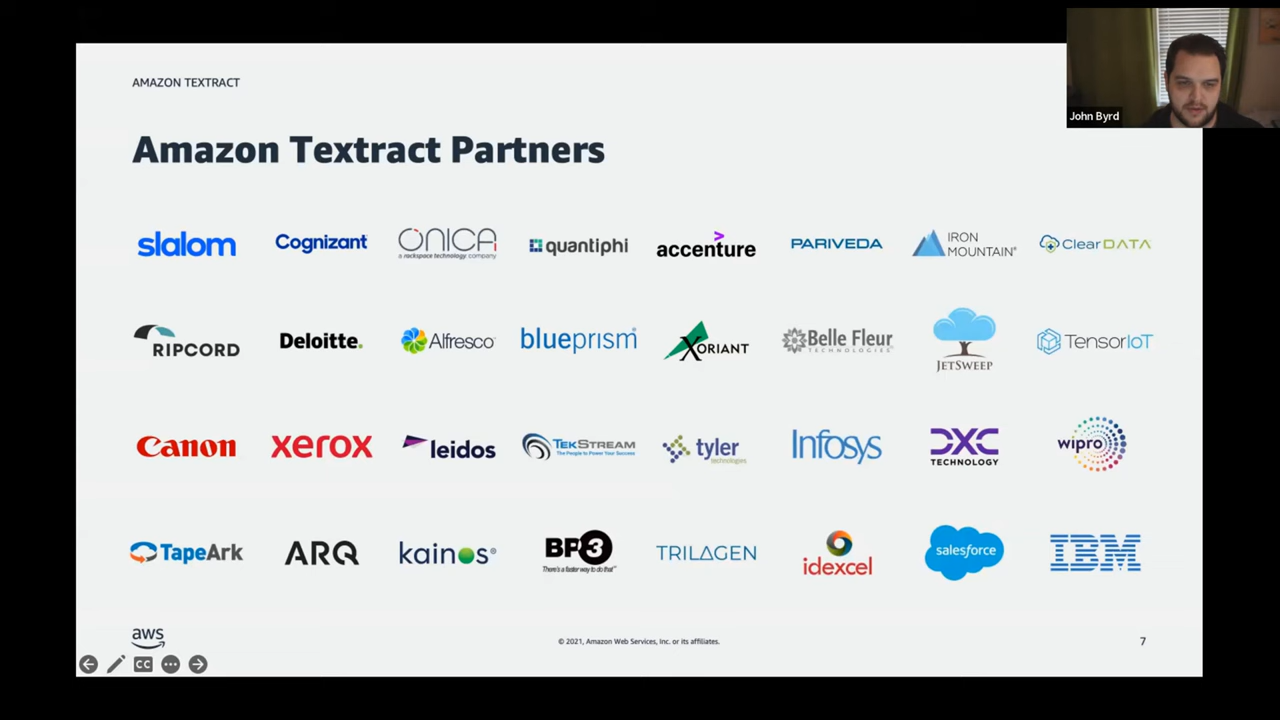 AMAZON TEXTRACT
John Byrd
Amazon Textract Partners
slalom
Cognizant
ONICA
a rackspace technology company
quantiphi
accenture
PARIVEDA
IRON
MOUNTAIN®
ClearDATA
RIPCORD
Deloitte.
Alfresco
blueprism®
XORIANT
Belle Fleur
TECHNOLOGIES
JETSWEEP
TensorIoT
Canon
xerox
leidos
TEKSTREAM
The People to Power Your Success
tyler
technologies
Infosys
DXC
TECHNOLOGY
wipro
TapeArk
ARQ
kainos®
BP3
There's a faster way to do that™
TRILAGEN
idexcel
salesforce
IBM
aws
© 2021, Amazon Web Services, Inc. or its affiliates.
7
CC